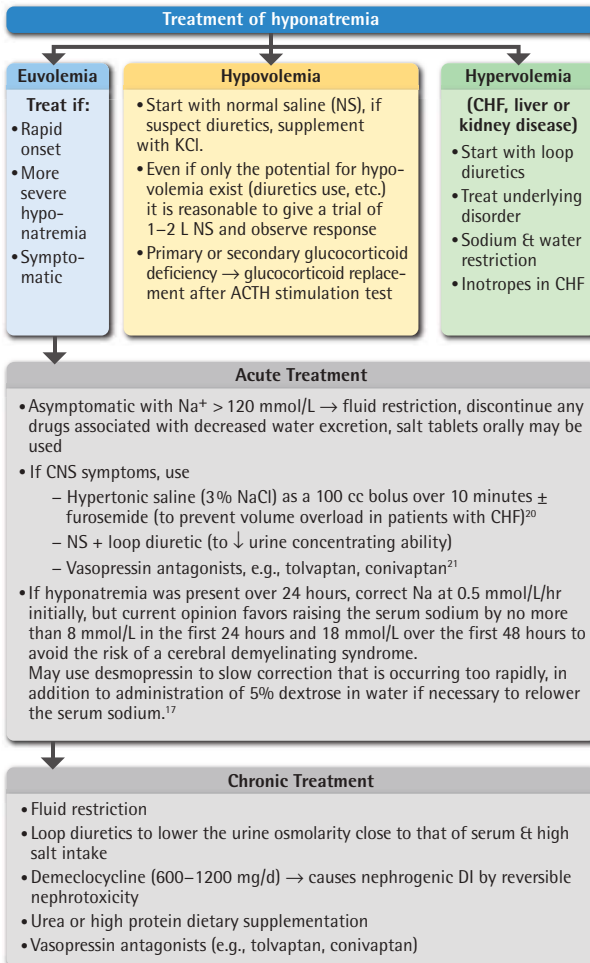 Treatment of hyponatremia
Euvolemia
Treat if:
• Rapid
onset
• More
severe
hypo-
natremia
• Sympto-
matic
Hypovolemia
• Start with normal saline (NS), if
suspect diuretics, supplement
with KCl.
• Even if only the potential for hypo-
volemia exist (diuretics use, etc.)
it is reasonable to give a trial of
1–2 L NS and observe response
• Primary or secondary glucocorticoid
deficiency → glucocorticoid replace-
ment after ACTH stimulation test
Hypervolemia
(CHF, liver or
kidney disease)
• Start with loop
diuretics
• Treat underlying
disorder
• Sodium & water
restriction
• Inotropes in CHF
Acute Treatment
• Asymptomatic with Na⁺ > 120 mmol/L → fluid restriction, discontinue any
drugs associated with decreased water excretion, salt tablets orally may be
used
• If CNS symptoms, use
– Hypertonic saline (3% NaCl) as a 100 cc bolus over 10 minutes ±
furosemide (to prevent volume overload in patients with CHF)²⁰
– NS + loop diuretic (to ↓ urine concentrating ability)
– Vasopressin antagonists, e.g., tolvaptan, conivaptan²¹
• If hyponatremia was present over 24 hours, correct Na at 0.5 mmol/L/hr
initially, but current opinion favors raising the serum sodium by no more
than 8 mmol/L in the first 24 hours and 18 mmol/L over the first 48 hours to
avoid the risk of a cerebral demyelinating syndrome.
May use desmopressin to slow correction that is occurring too rapidly, in
addition to administration of 5% dextrose in water if necessary to relower
the serum sodium.¹⁷
Chronic Treatment
• Fluid restriction
• Loop diuretics to lower the urine osmolarity close to that of serum & high
salt intake
• Demeclocycline (600–1200 mg/d) → causes nephrogenic DI by reversible
nephrotoxicity
• Urea or high protein dietary supplementation
• Vasopressin antagonists (e.g., tolvaptan, conivaptan)